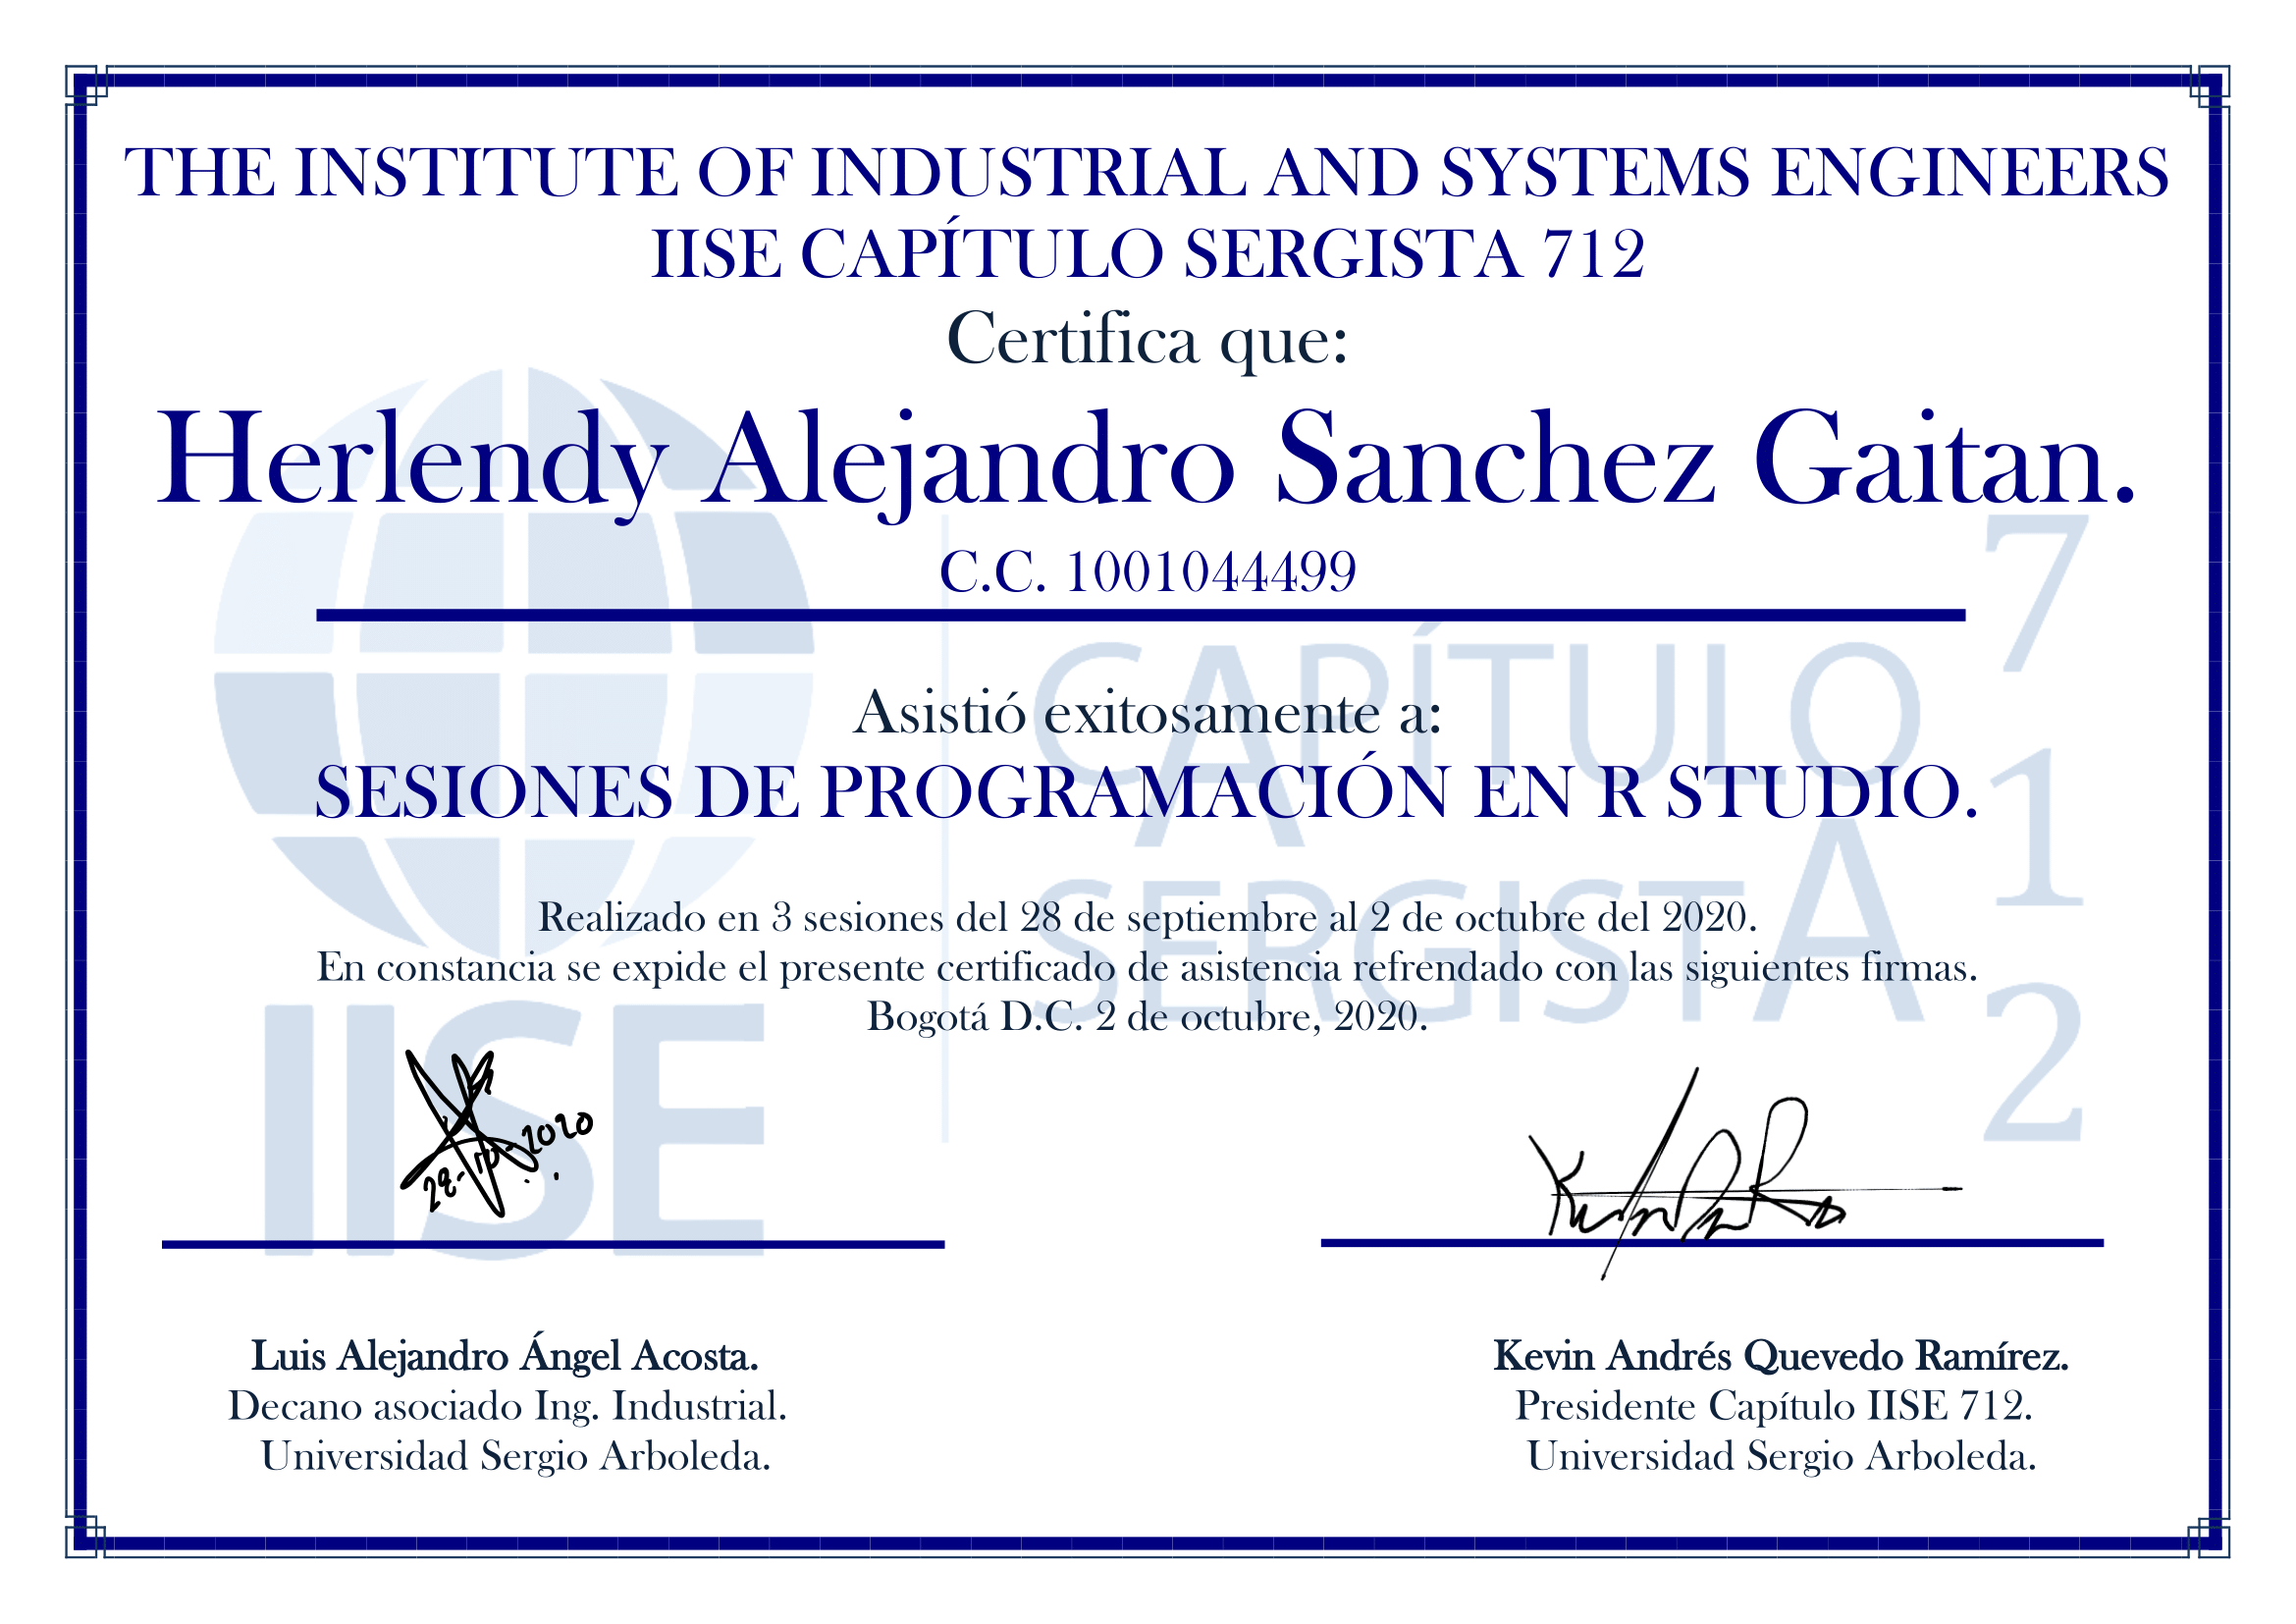 THE INSTITUTE OF INDUSTRIAL AND SYSTEMS ENGINEERS
IISE CAPÍTULO SERGISTA 712
Certifica que:
Herlendy Alejandro Sanchez Gaitan.
C.C. 1001044499
Asistió exitosamente a:
SESIONES DE PROGRAMACIÓN EN R STUDIO.
Realizado en 3 sesiones del 28 de septiembre al 2 de octubre del 2020.
En constancia se expide el presente certificado de asistencia refrendado con las siguientes firmas.
Bogotá D.C. 2 de octubre, 2020.
IISE
CAPÍTULO
SERGISTA
712
Luis Alejandro Ángel Acosta.
Decano asociado Ing. Industrial.
Universidad Sergio Arboleda.
Kevin Andrés Quevedo Ramírez.
Presidente Capítulo IISE 712.
Universidad Sergio Arboleda.